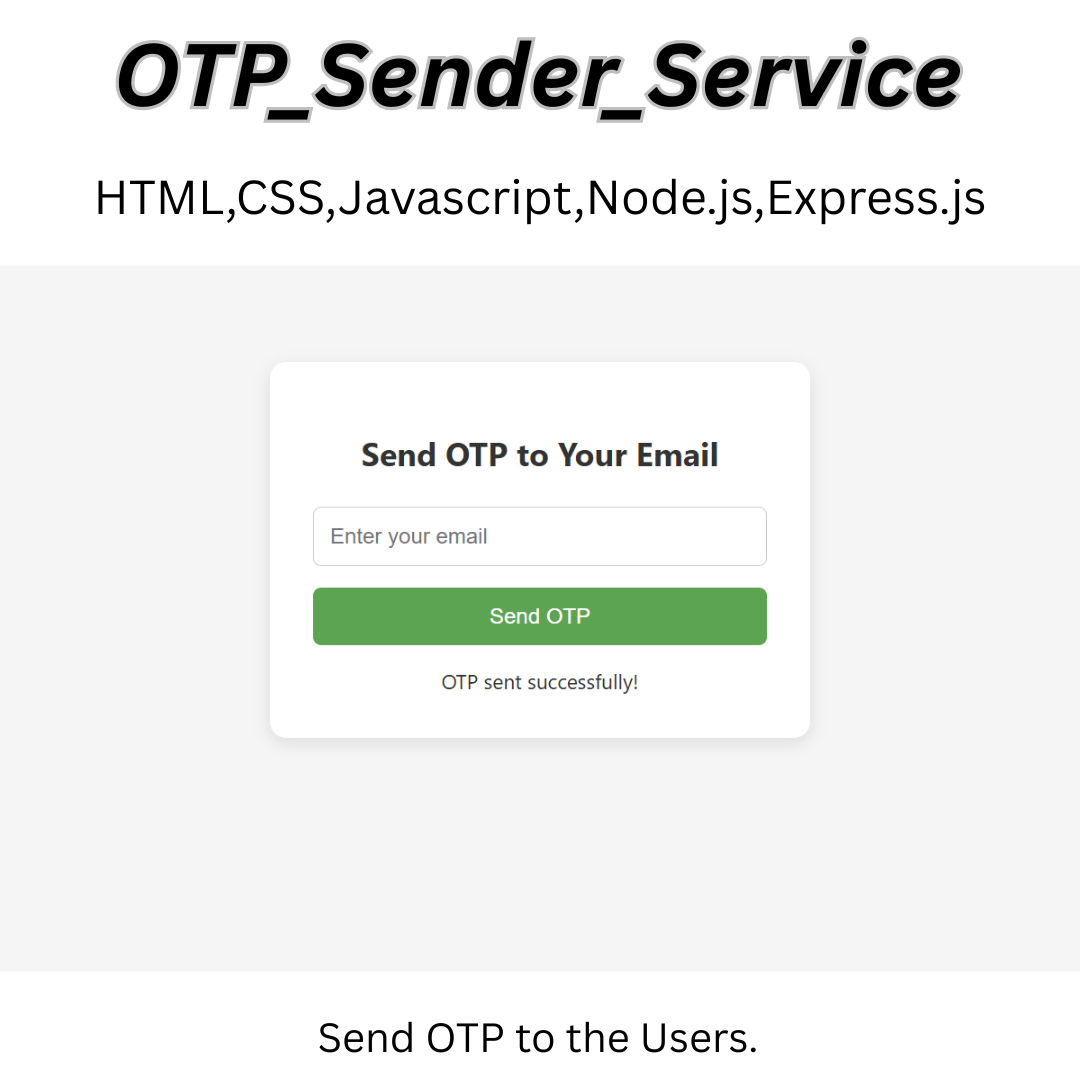 OTP_Sender_Service
HTML,CSS,Javascript,Node.js,Express.js
Send OTP to Your Email
Enter your email
Send OTP
OTP sent successfully!
Send OTP to the Users.